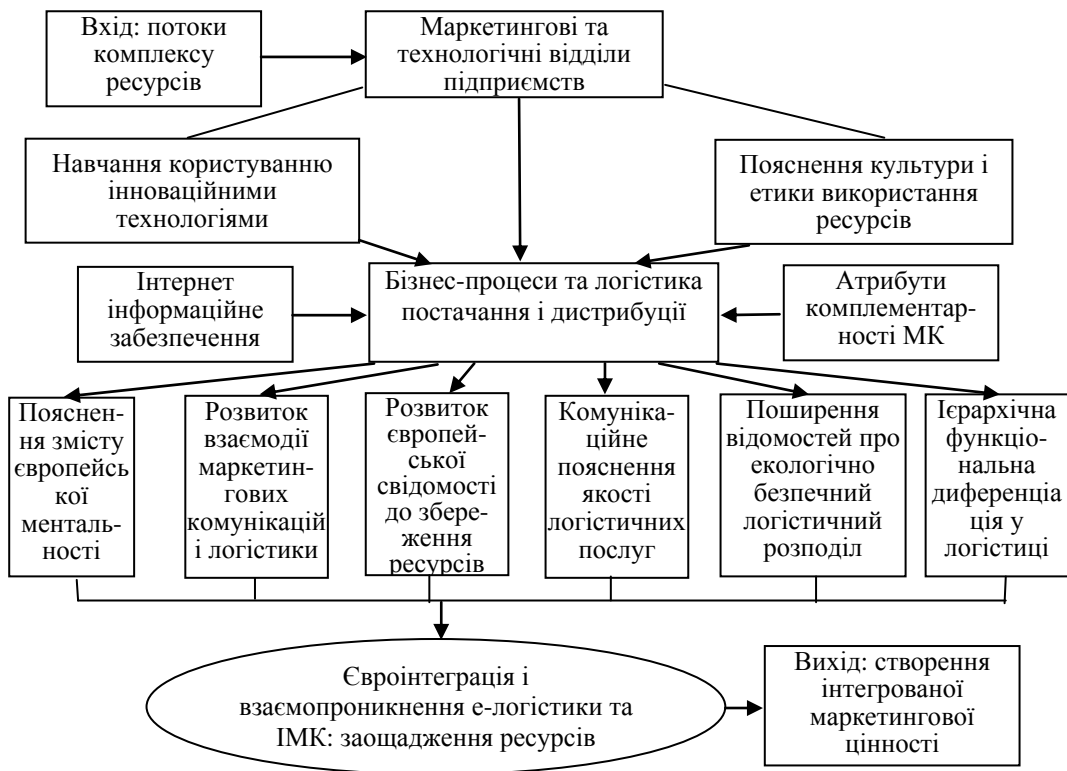 Вхід: потоки
комплексу
ресурсів
Маркетингові та
технологічні відділи
підприємств
Навчання користуванню
інноваційними
технологіями
Пояснення культури і
етики використання
ресурсів
Інтернет
інформаційне
забезпечення
Бізнес-процеси та логістика
постачання і дистрибуції
Атрибути
комплементар-
ності МК
Пояснен-
ня змісту
європейсь
кої
менталь-
ності
Розвиток
взаємодії
маркетин-
гових
комунікацій
і логістики
Розвиток
європей-
ської
свідомості
до збере-
ження
ресурсів
Комуніка-
ційне
пояснення
якості
логістичних
послуг
Поширення
відомостей про
екологічно
безпечний
логістичний
розподіл
Ієрархічна
функціо-
нальна
диференціа
ція у
логістиці
Євроінтеграція і
взаємопроникнення е-логістики та
ІМК: заощадження ресурсів
Вихід: створення
інтегрованої
маркетингової
цінності